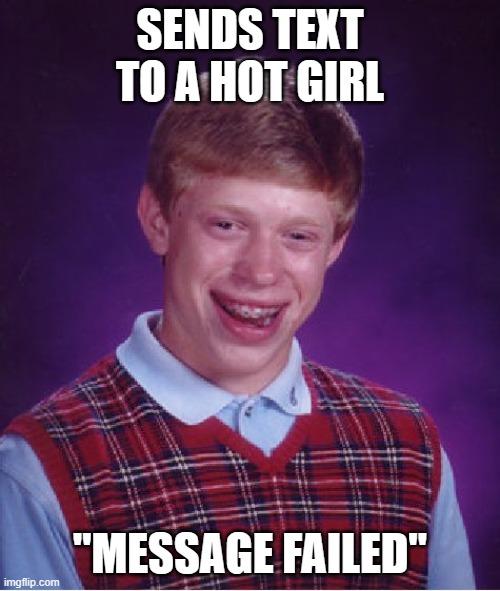 SENDS TEXT
TO A HOT GIRL
"MESSAGE FAILED"
imgflip.com